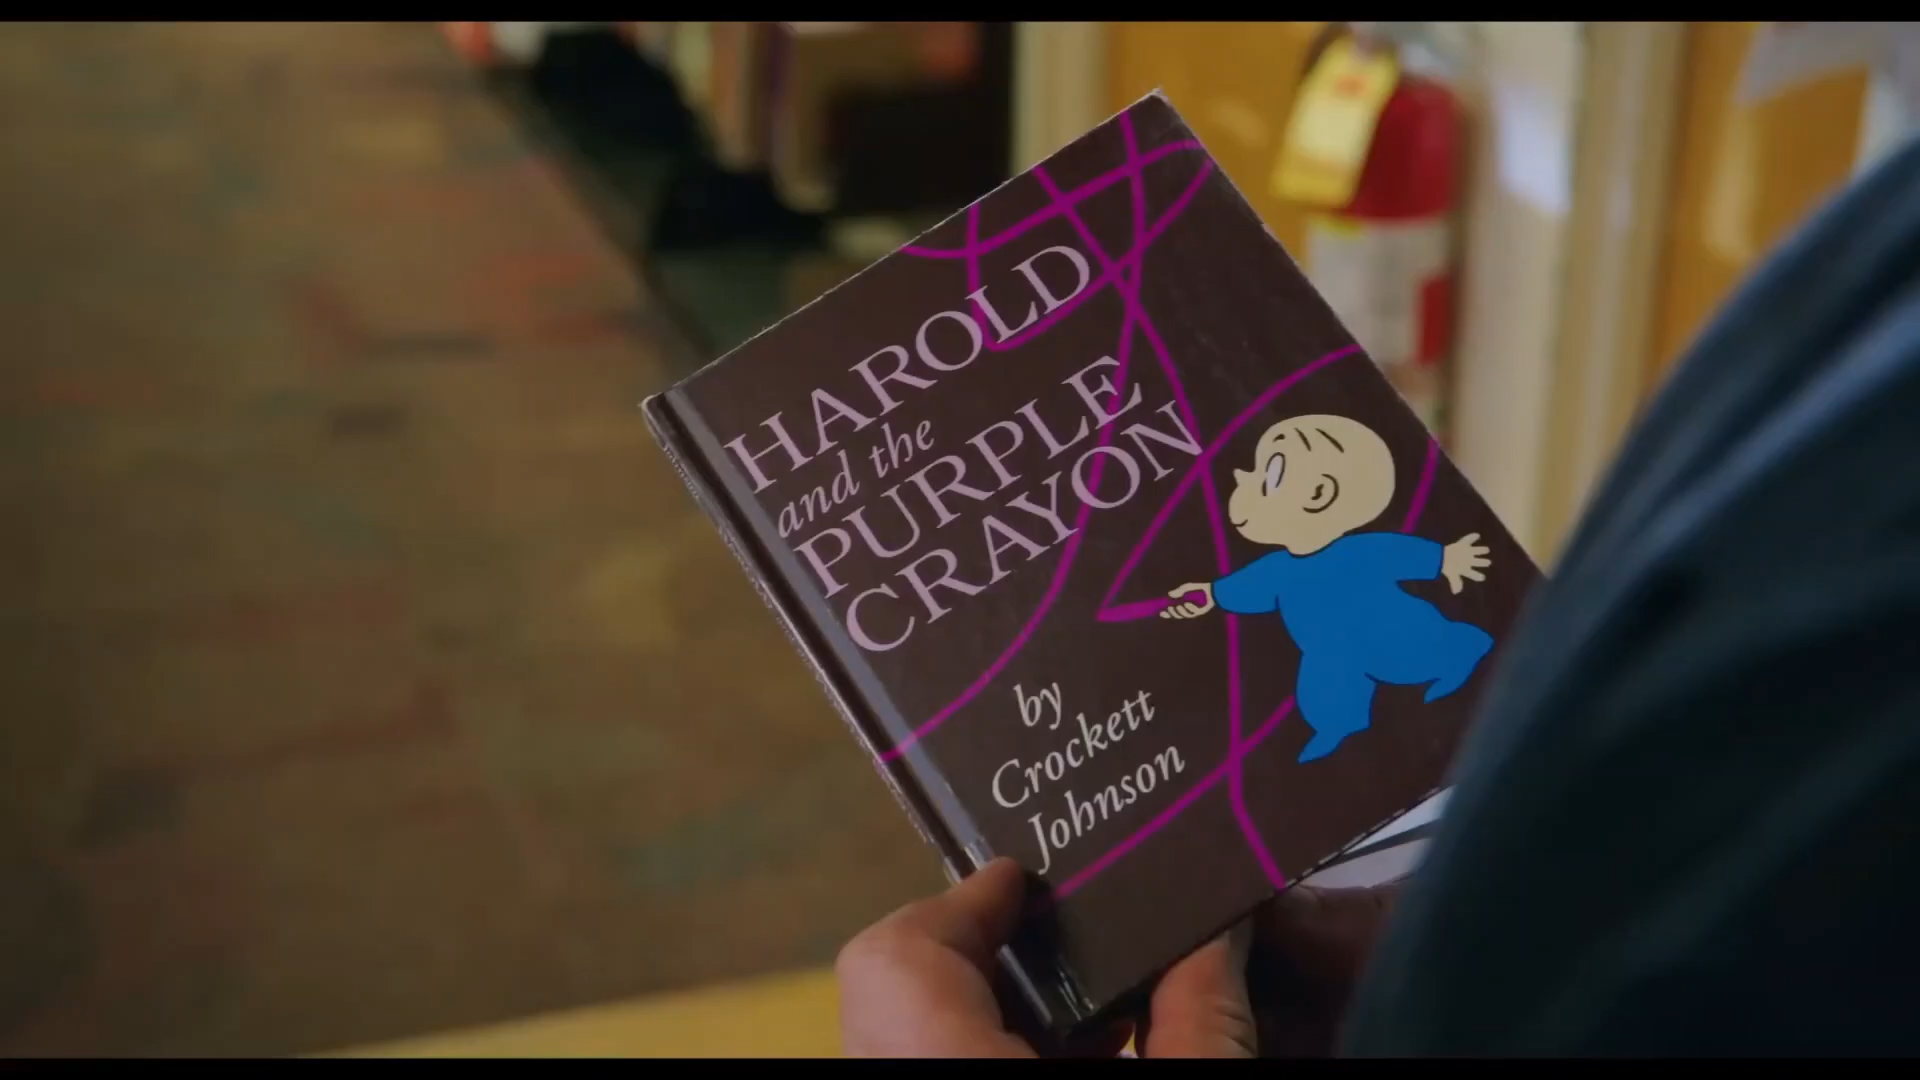 HAROLD
and the
PURPLE
CRAYON
by
Crockett
Johnson